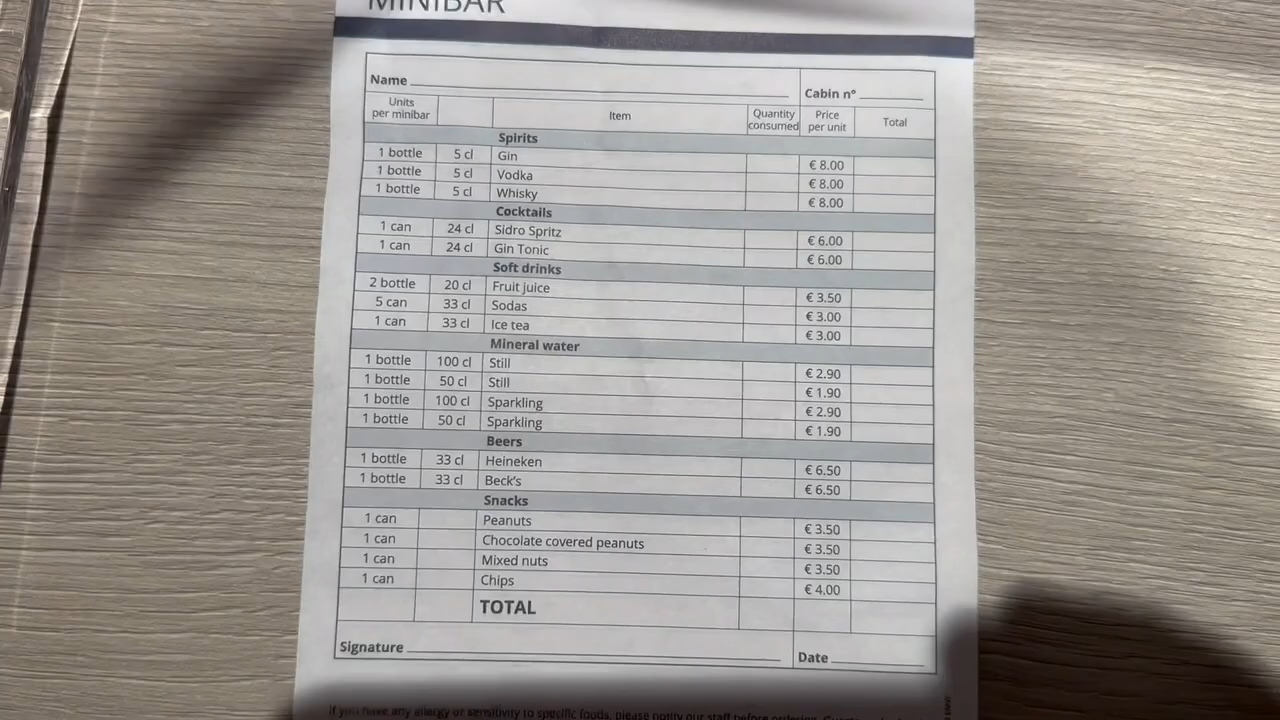 MINIBAR
Name Cabin nº
Units per minibar Item Quantity consumed Price per unit Total
Spirits
1 bottle 5 cl Gin € 8.00
1 bottle 5 cl Vodka € 8.00
1 bottle 5 cl Whisky € 8.00
Cocktails
1 can 24 cl Sidro Spritz € 6.00
1 can 24 cl Gin Tonic € 6.00
Soft drinks
2 bottle 20 cl Fruit juice € 3.50
5 can 33 cl Sodas € 3.00
1 can 33 cl Ice tea € 3.00
Mineral water
1 bottle 100 cl Still € 2.90
1 bottle 50 cl Still € 1.90
1 bottle 100 cl Sparkling € 2.90
1 bottle 50 cl Sparkling € 1.90
Beers
1 bottle 33 cl Heineken € 6.50
1 bottle 33 cl Beck's € 6.50
Snacks
1 can Peanuts € 3.50
1 can Chocolate covered peanuts € 3.50
1 can Mixed nuts € 3.50
1 can Chips € 4.00
TOTAL
Signature Date
If you have any allergy or sensitivity to specific foods, please notify our staff before ordering.